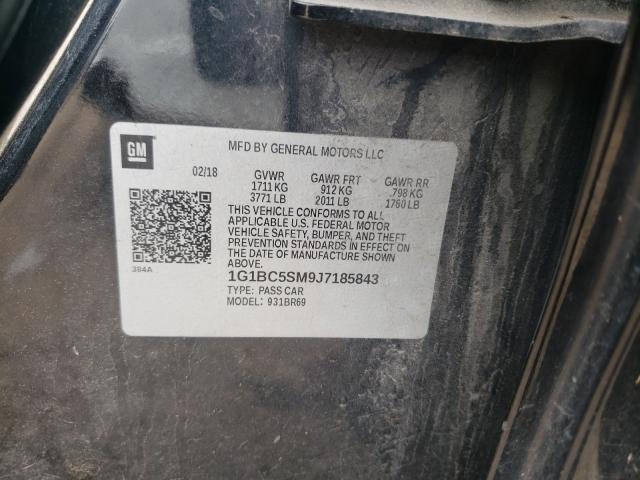 GM
MFD BY GENERAL MOTORS LLC
02/18 GVWR GAWR FRT GAWR RR
1711 KG 912 KG 798 KG
3771 LB 2011 LB 1760 LB
THIS VEHICLE CONFORMS TO ALL
APPLICABLE U.S. FEDERAL MOTOR
VEHICLE SAFETY, BUMPER, AND THEFT
PREVENTION STANDARDS IN EFFECT ON
THE DATE OF MANUFACTURE SHOWN
ABOVE.
384A
1G1BC5SM9J7185843
TYPE: PASS CAR
MODEL: 931BR69